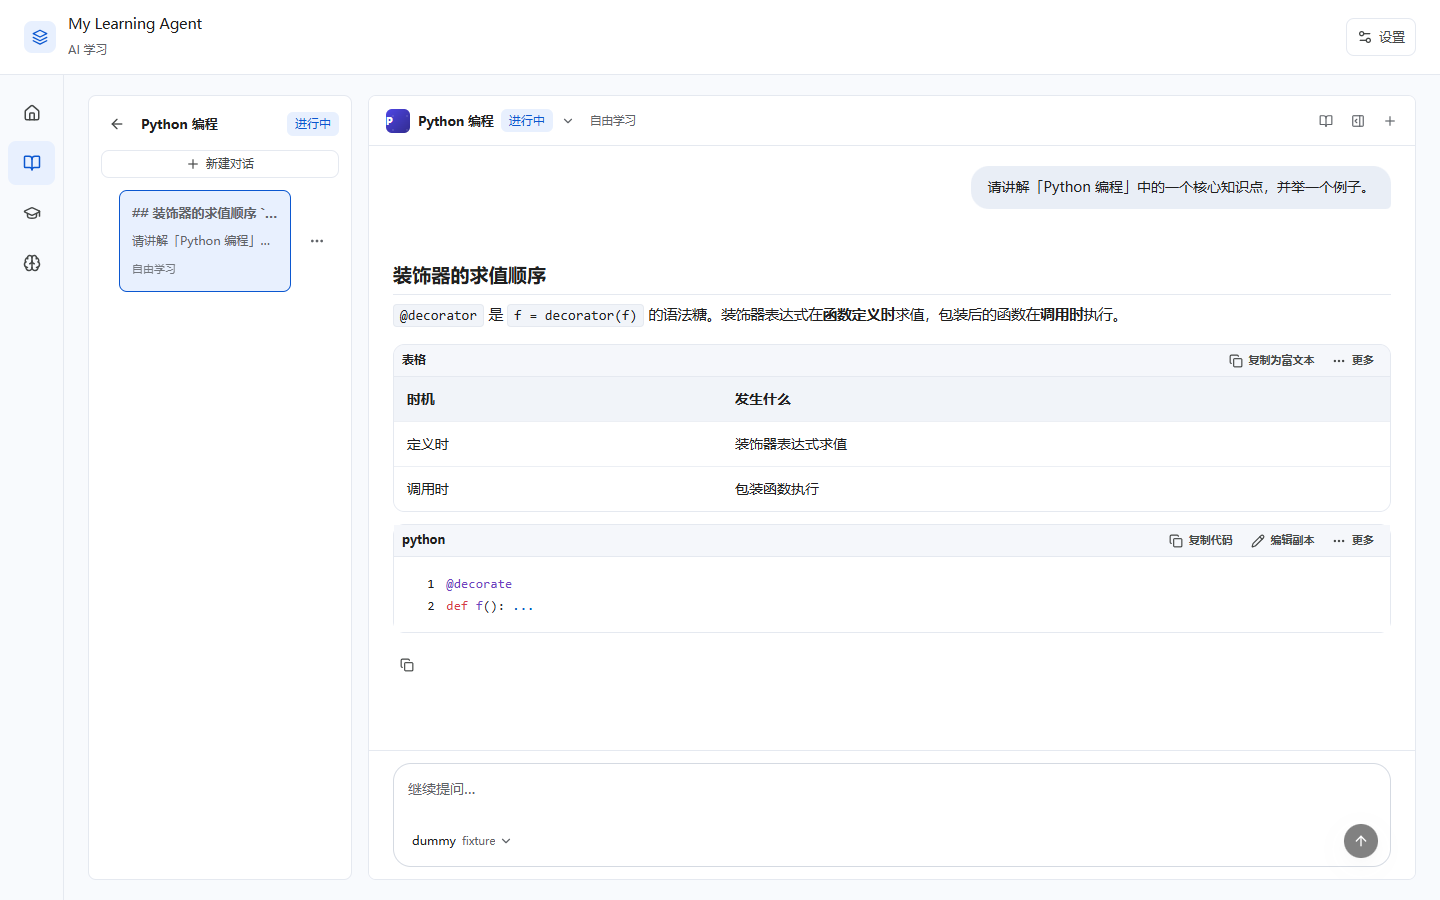 My Learning Agent
AI 学习
设置
Python 编程
进行中
新建对话
## 装饰器的求值顺序 `...
请讲解「Python 编程」...
自由学习
P
Python 编程
进行中
自由学习
请讲解「Python 编程」中的一个核心知识点，并举一个例子。
装饰器的求值顺序
@decorator 是 f = decorator(f) 的语法糖。装饰器表达式在函数定义时求值，包装后的函数在调用时执行。
表格
复制为富文本
更多
时机
发生什么
定义时
装饰器表达式求值
调用时
包装函数执行
python
复制代码
编辑副本
更多
1 @decorate
2 def f(): ...
继续提问...
dummy fixture